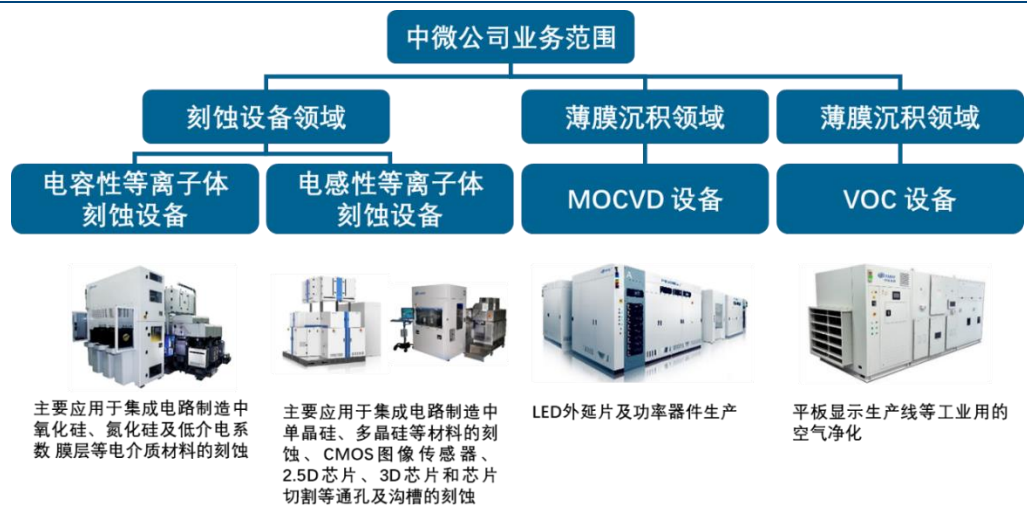 中微公司业务范围
刻蚀设备领域
薄膜沉积领域
薄膜沉积领域
电容性等离子体
刻蚀设备
电感性等离子体
刻蚀设备
MOCVD 设备
VOC 设备
主要应用于集成电路制造中
氧化硅、氮化硅及低介电系
数 膜层等电介质材料的刻蚀
主要应用于集成电路制造中
单晶硅、多晶硅等材料的刻
蚀、CMOS图像传感器、
2.5D芯片、3D芯片和芯片
切割等通孔及沟槽的刻蚀
LED外延片及功率器件生产
平板显示生产线等工业用的
空气净化